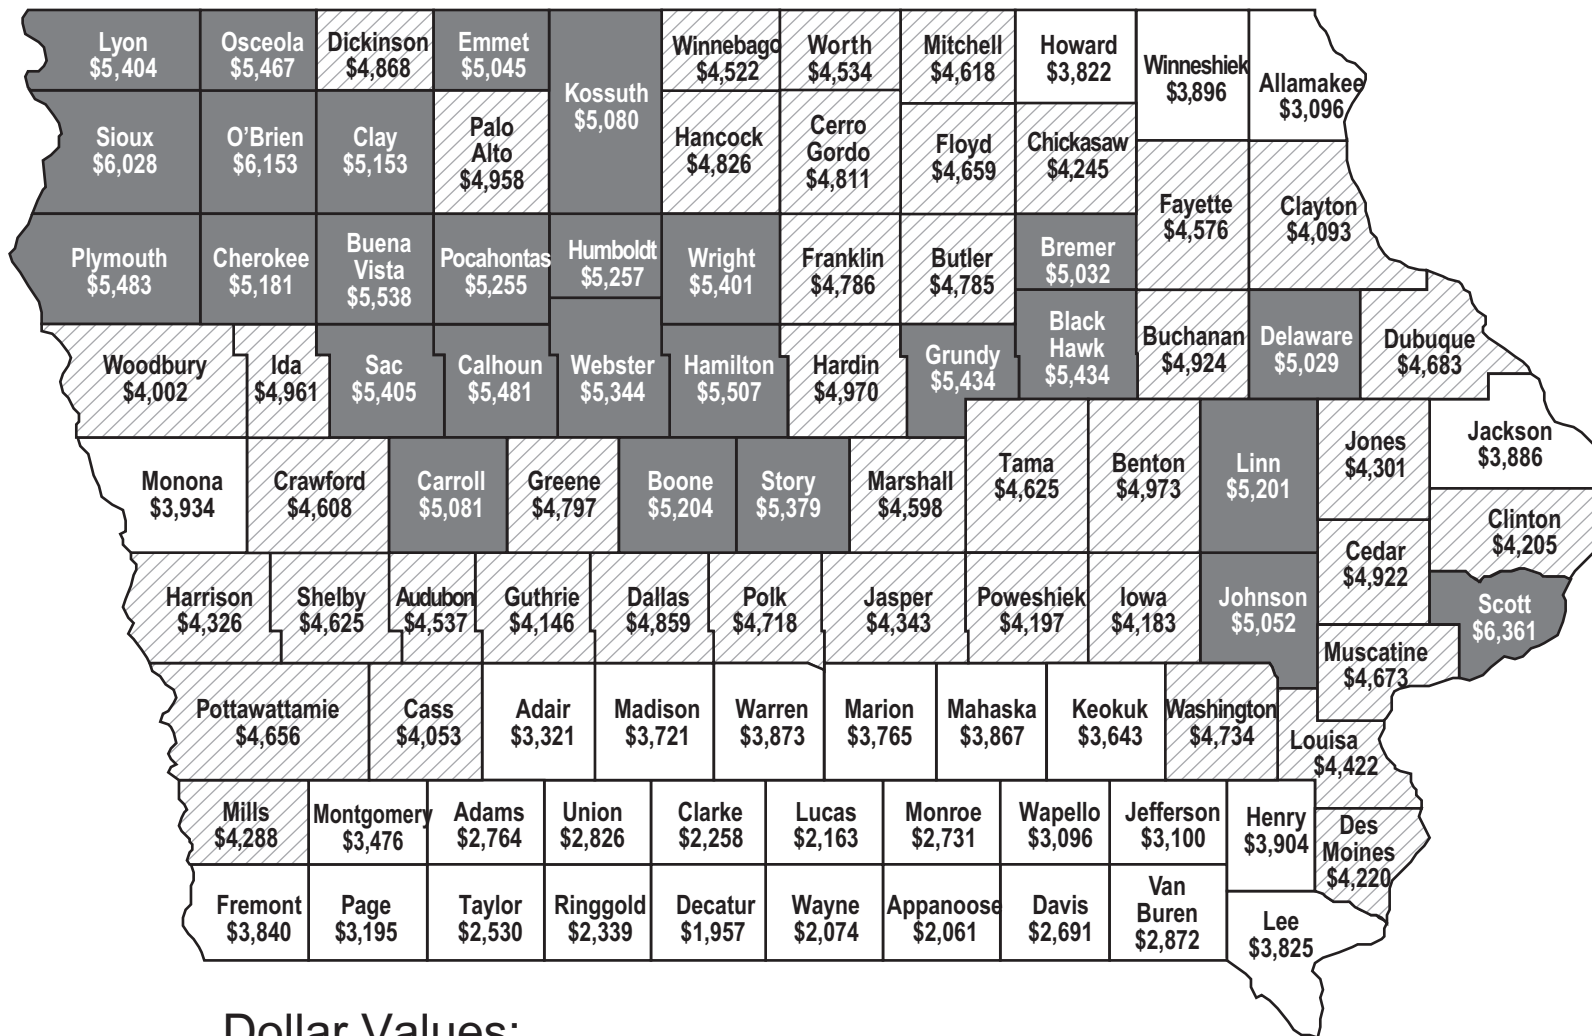 Lyon
$5,404
Osceola
$5,467
Dickinson
$4,868
Emmet
$5,045
Kossuth
$5,080
Winnebago
$4,522
Worth
$4,534
Mitchell
$4,618
Howard
$3,822
Winneshiek
$3,896
Allamakee
$3,096
Sioux
$6,028
O’Brien
$6,153
Clay
$5,153
Palo
Alto
$4,958
Hancock
$4,826
Cerro
Gordo
$4,811
Floyd
$4,659
Chickasaw
$4,245
Fayette
$4,576
Clayton
$4,093
Plymouth
$5,483
Cherokee
$5,181
Buena
Vista
$5,538
Pocahontas
$5,255
Humboldt
$5,257
Wright
$5,401
Franklin
$4,786
Butler
$4,785
Bremer
$5,032
Woodbury
$4,002
Ida
$4,961
Sac
$5,405
Calhoun
$5,481
Webster
$5,344
Hamilton
$5,507
Hardin
$4,970
Grundy
$5,434
Black
Hawk
$5,434
Buchanan
$4,924
Delaware
$5,029
Dubuque
$4,683
Monona
$3,934
Crawford
$4,608
Carroll
$5,081
Greene
$4,797
Boone
$5,204
Story
$5,379
Marshall
$4,598
Tama
$4,625
Benton
$4,973
Linn
$5,201
Jones
$4,301
Jackson
$3,886
Clinton
$4,205
Cedar
$4,922
Harrison
$4,326
Shelby
$4,625
Audubon
$4,537
Guthrie
$4,146
Dallas
$4,859
Polk
$4,718
Jasper
$4,343
Poweshiek
$4,197
Iowa
$4,183
Johnson
$5,052
Scott
$6,361
Muscatine
$4,673
Pottawattamie
$4,656
Cass
$4,053
Adair
$3,321
Madison
$3,721
Warren
$3,873
Marion
$3,765
Mahaska
$3,867
Keokuk
$3,643
Washington
$4,734
Louisa
$4,422
Mills
$4,288
Montgomery
$3,476
Adams
$2,764
Union
$2,826
Clarke
$2,258
Lucas
$2,163
Monroe
$2,731
Wapello
$3,096
Jefferson
$3,100
Henry
$3,904
Des
Moines
$4,220
Fremont
$3,840
Page
$3,195
Taylor
$2,530
Ringgold
$2,339
Decatur
$1,957
Wayne
$2,074
Appanoose
$2,061
Davis
$2,691
Van
Buren
$2,872
Lee
$3,825
Dollar Values: